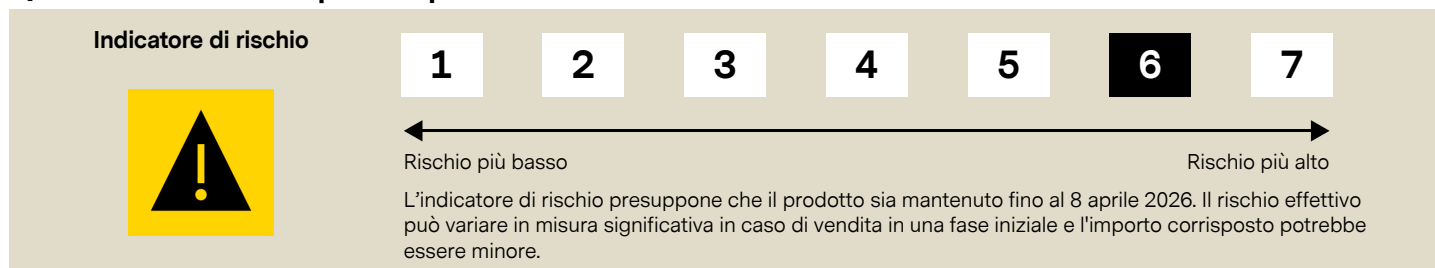 Indicatore di rischio
1 2 3 4 5 6 7
Rischio più basso
Rischio più alto
L'indicatore di rischio presuppone che il prodotto sia mantenuto fino al 8 aprile 2026. Il rischio effettivo
può variare in misura significativa in caso di vendita in una fase iniziale e l'importo corrisposto potrebbe
essere minore.